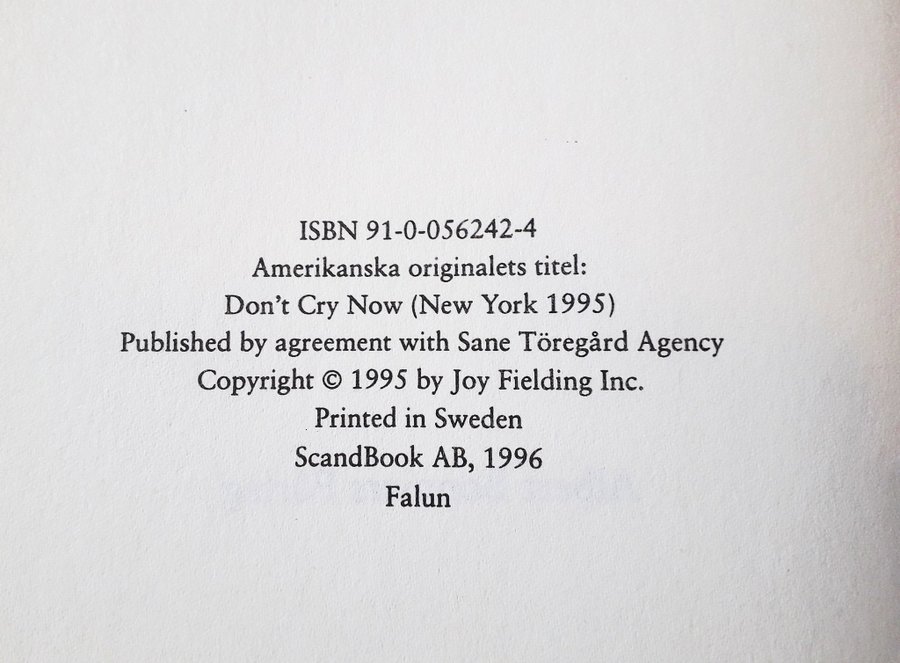 ISBN 91-0-056242-4
Amerikanska originalets titel:
Don't Cry Now (New York 1995)
Published by agreement with Sane Töregård Agency
Copyright © 1995 by Joy Fielding Inc.
Printed in Sweden
ScandBook AB, 1996
Falun